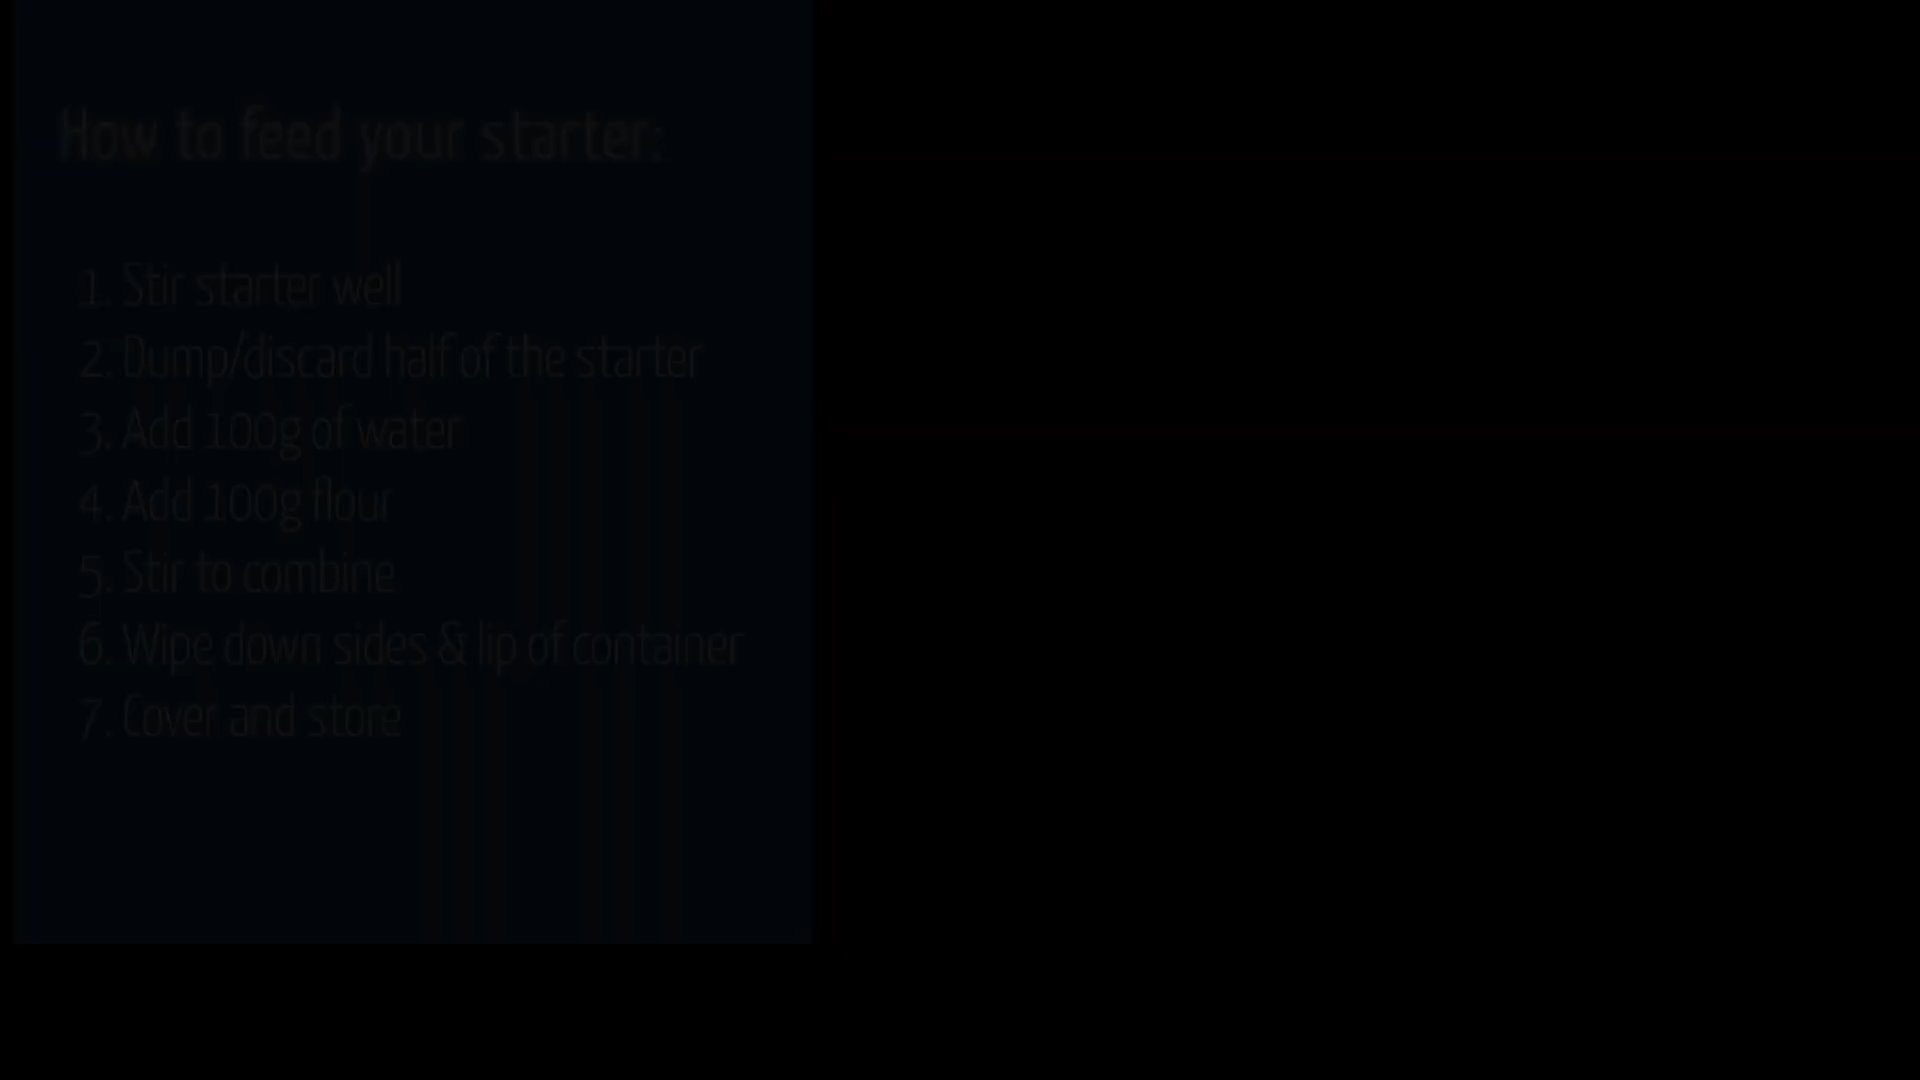 How to feed your starter:
1. Stir starter well
2. Dump/discard half of the starter
3. Add 100g of water
4. Add 100g flour
5. Stir to combine
6. Wipe down sides & lip of container
7. Cover and store